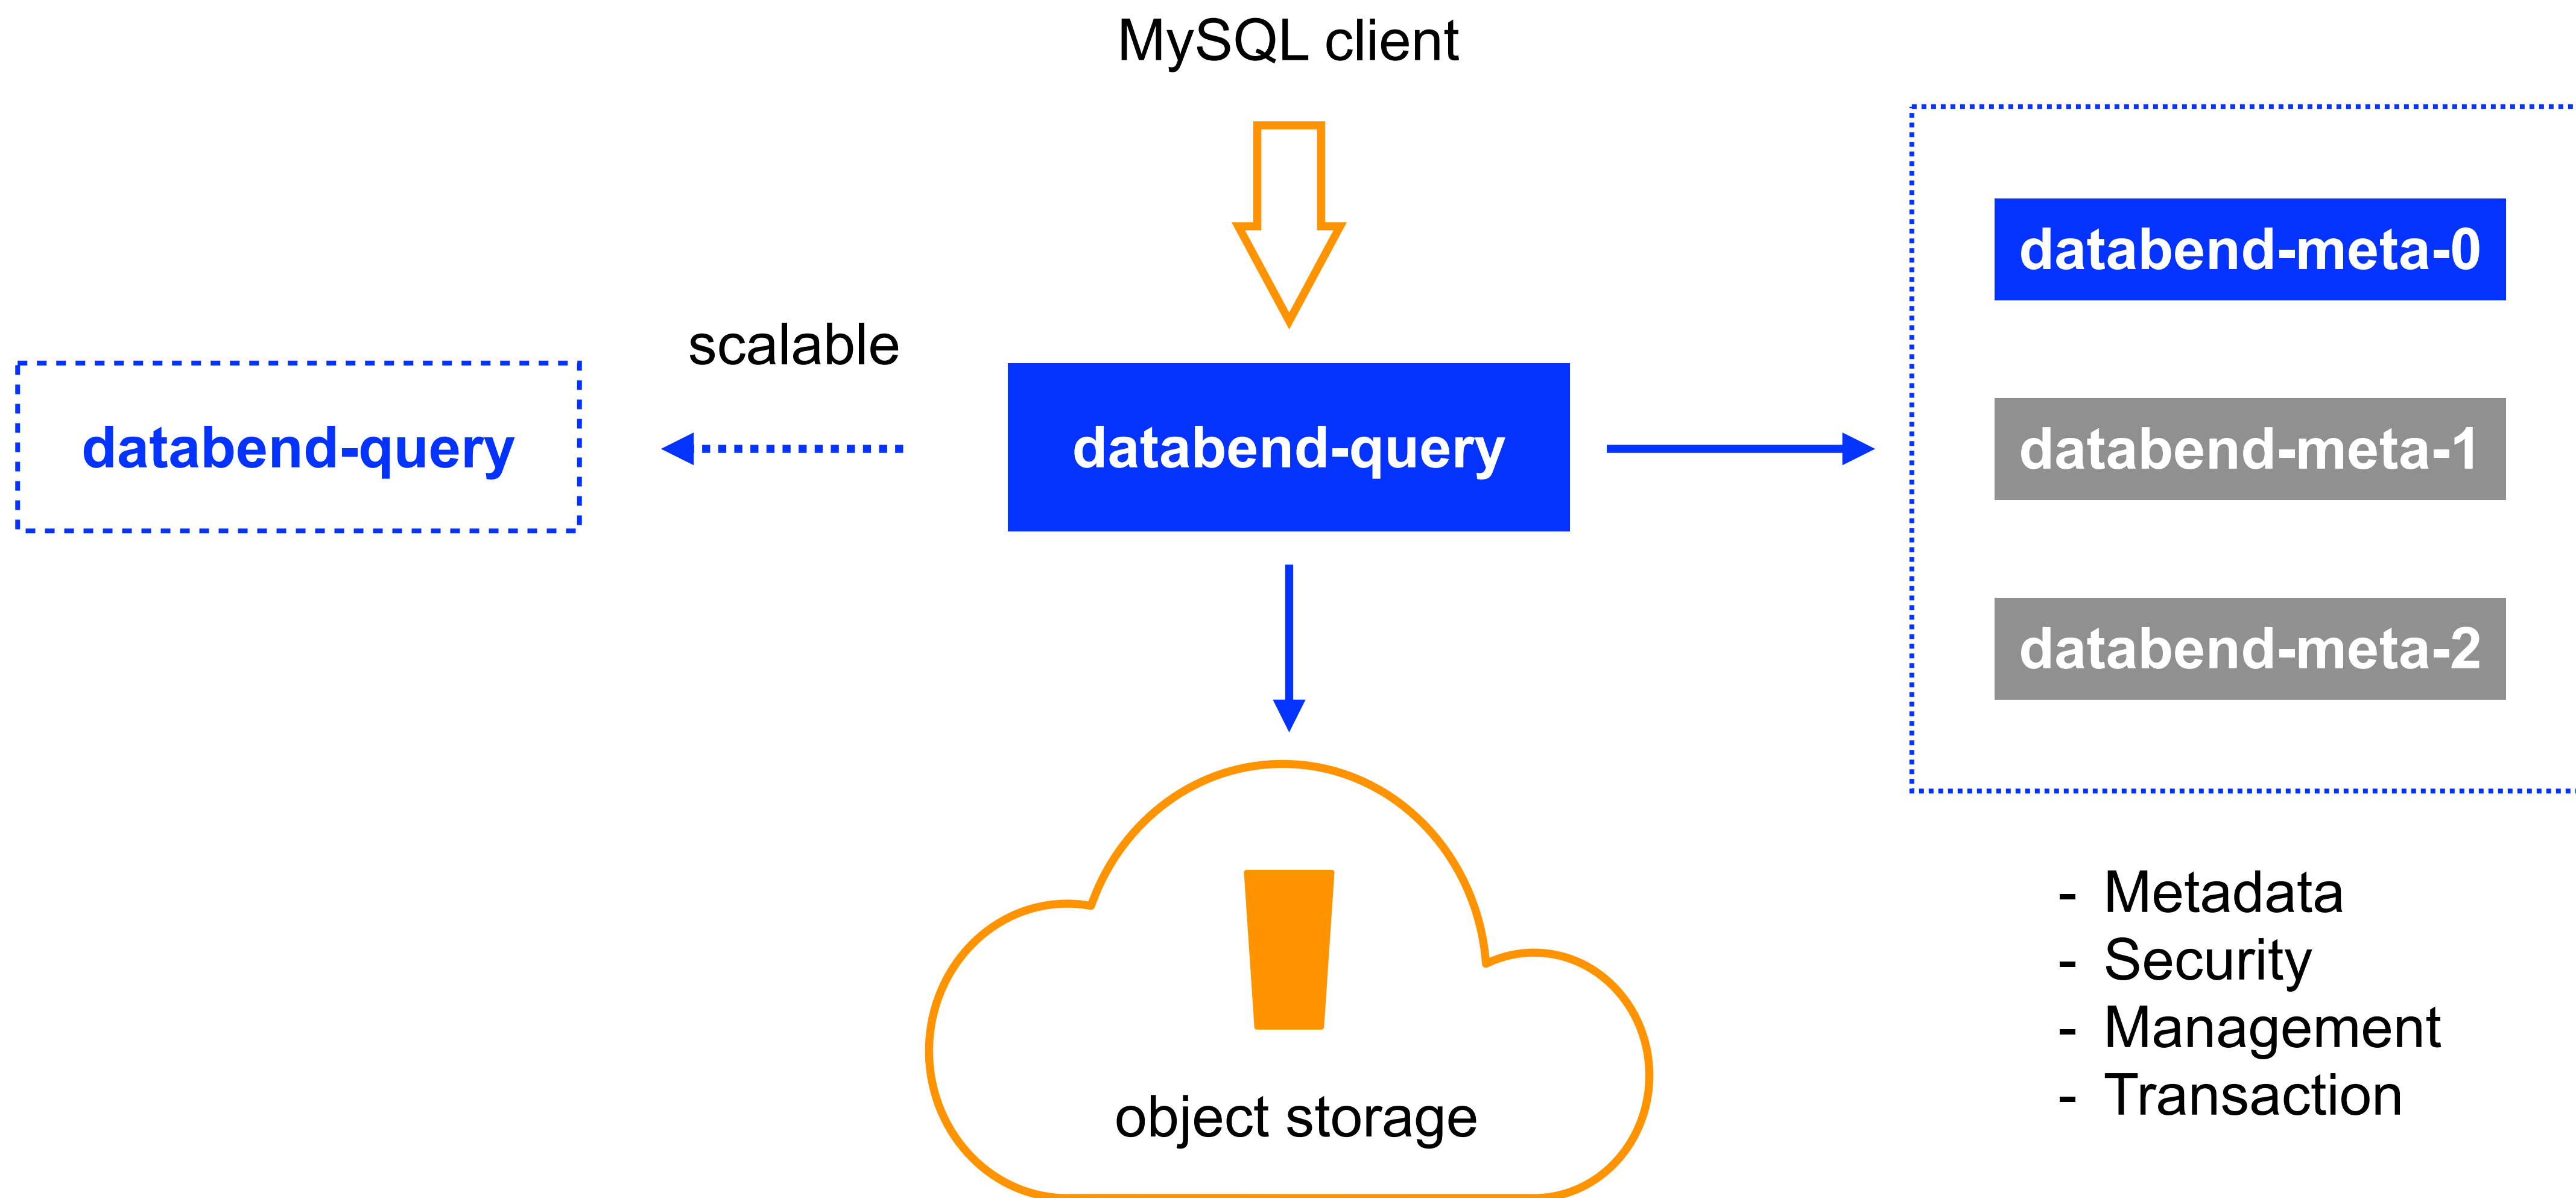 MySQL client
scalable
databend-query
databend-query
databend-meta-0
databend-meta-1
databend-meta-2
object storage
- Metadata
- Security
- Management
- Transaction